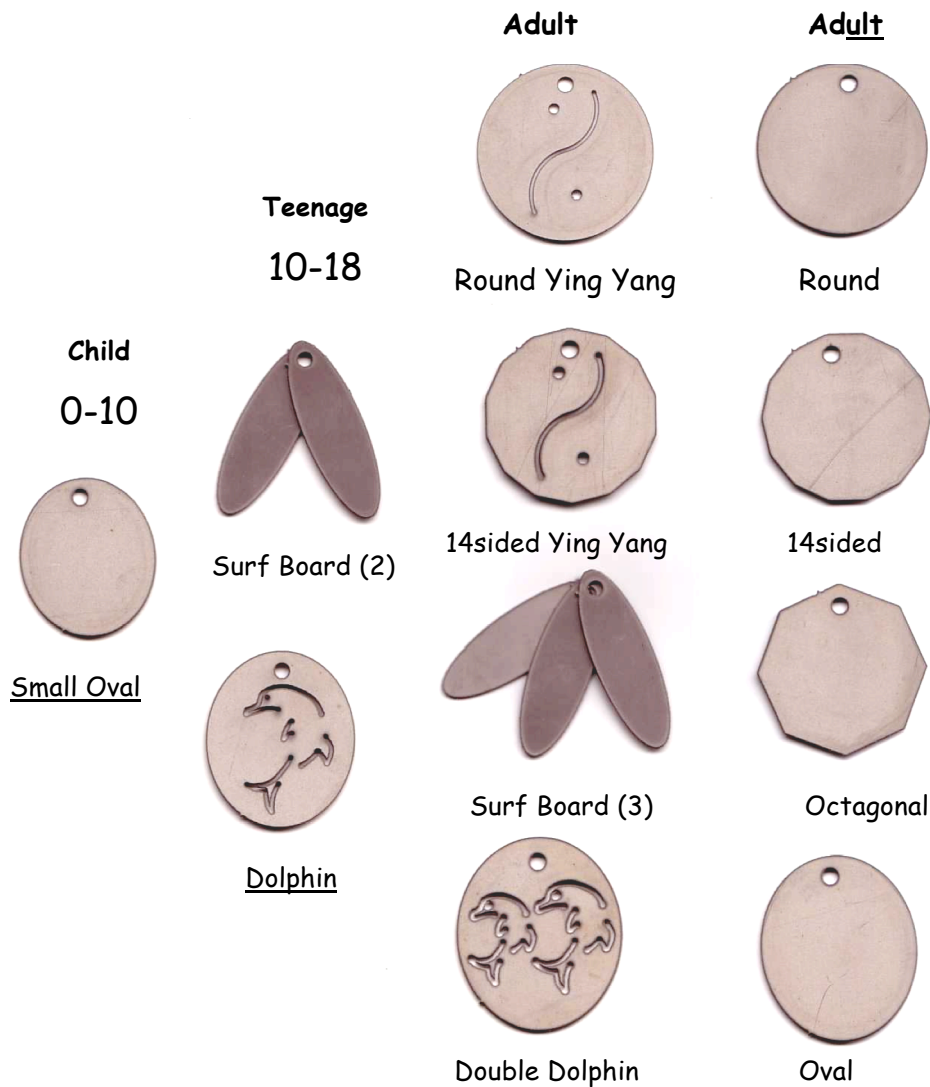 Adult
Adult
Teenage
10-18
Round Ying Yang
Round
Child
0-10
Surf Board (2)
14sided Ying Yang
14sided
Small Oval
Surf Board (3)
Octagonal
Dolphin
Double Dolphin
Oval